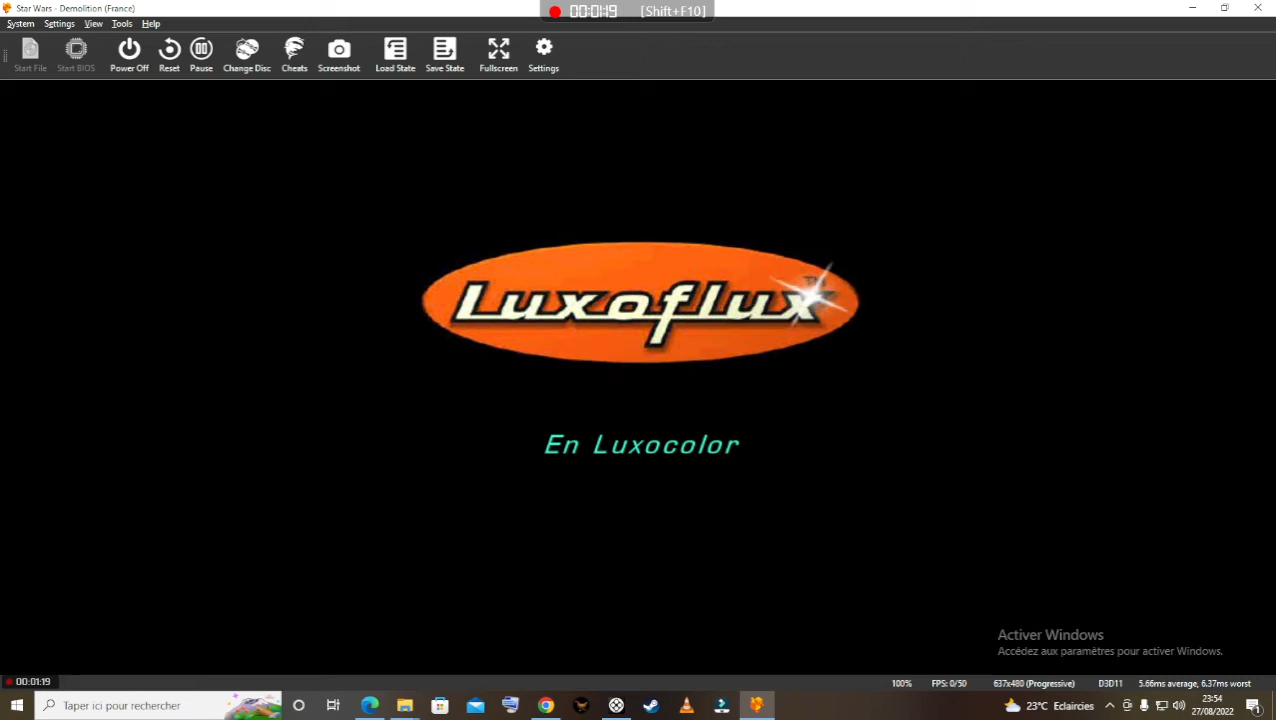 Star Wars - Demolition (France)
00:01:19 [Shift+F10]
System Settings View Tools Help
Start File Start BIOS Power Off Reset Pause Change Disc Cheats Screenshot Load State Save State Fullscreen Settings
Luxoflux
TM
En Luxocolor
Activer Windows
Accédez aux paramètres pour activer Windows.
00:01:19 100% FPS: 0/50 637x480 (Progressive) D3D11 5.66ms average, 6.37ms worst
Taper ici pour rechercher 23°C Eclaircies 23:54
27/08/2022